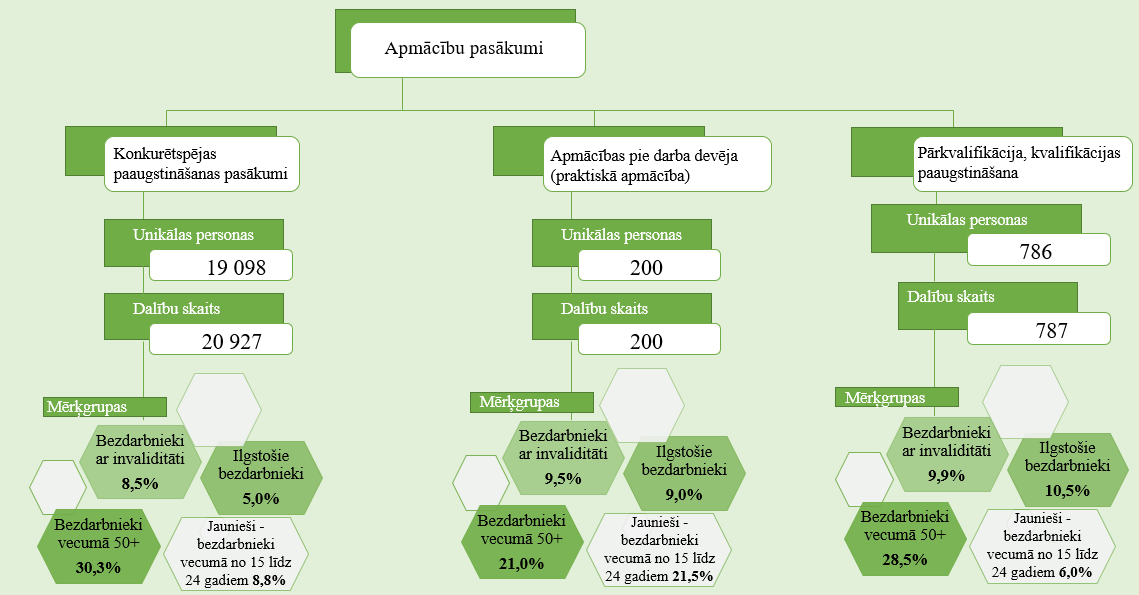 Apmācību pasākumi
Konkurētspējas
paaugstināšanas pasākumi
Unikālas personas
19 098
Dalību skaits
20 927
Mērķgrupas
Bezdarbnieki
ar invaliditāti
8,5%
Ilgstošie
bezdarbnieki
5,0%
Bezdarbnieki
vecumā 50+
30,3%
Jaunieši -
bezdarbnieki
vecumā no 15 līdz
24 gadiem 8,8%
Apmācības pie darba devēja
(praktiskā apmācība)
Unikālas personas
200
Dalību skaits
200
Mērķgrupas
Bezdarbnieki
ar invaliditāti
9,5%
Ilgstošie
bezdarbnieki
9,0%
Bezdarbnieki
vecumā 50+
21,0%
Jaunieši -
bezdarbnieki
vecumā no 15 līdz
24 gadiem 21,5%
Pārkvalifikācija, kvalifikācijas
paaugstināšana
Unikālas personas
786
Dalību skaits
787
Mērķgrupas
Bezdarbnieki
ar invaliditāti
9,9%
Ilgstošie
bezdarbnieki
10,5%
Bezdarbnieki
vecumā 50+
28,5%
Jaunieši -
bezdarbnieki
vecumā no 15 līdz
24 gadiem 6,0%